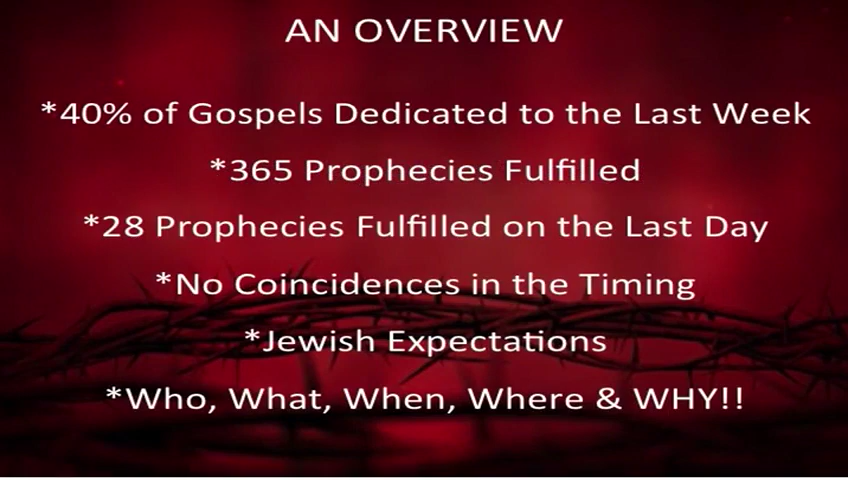 AN OVERVIEW
*40% of Gospels Dedicated to the Last Week
*365 Prophecies Fulfilled
*28 Prophecies Fulfilled on the Last Day
*No Coincidences in the Timing
*Jewish Expectations
*Who, What, When, Where & WHY!!